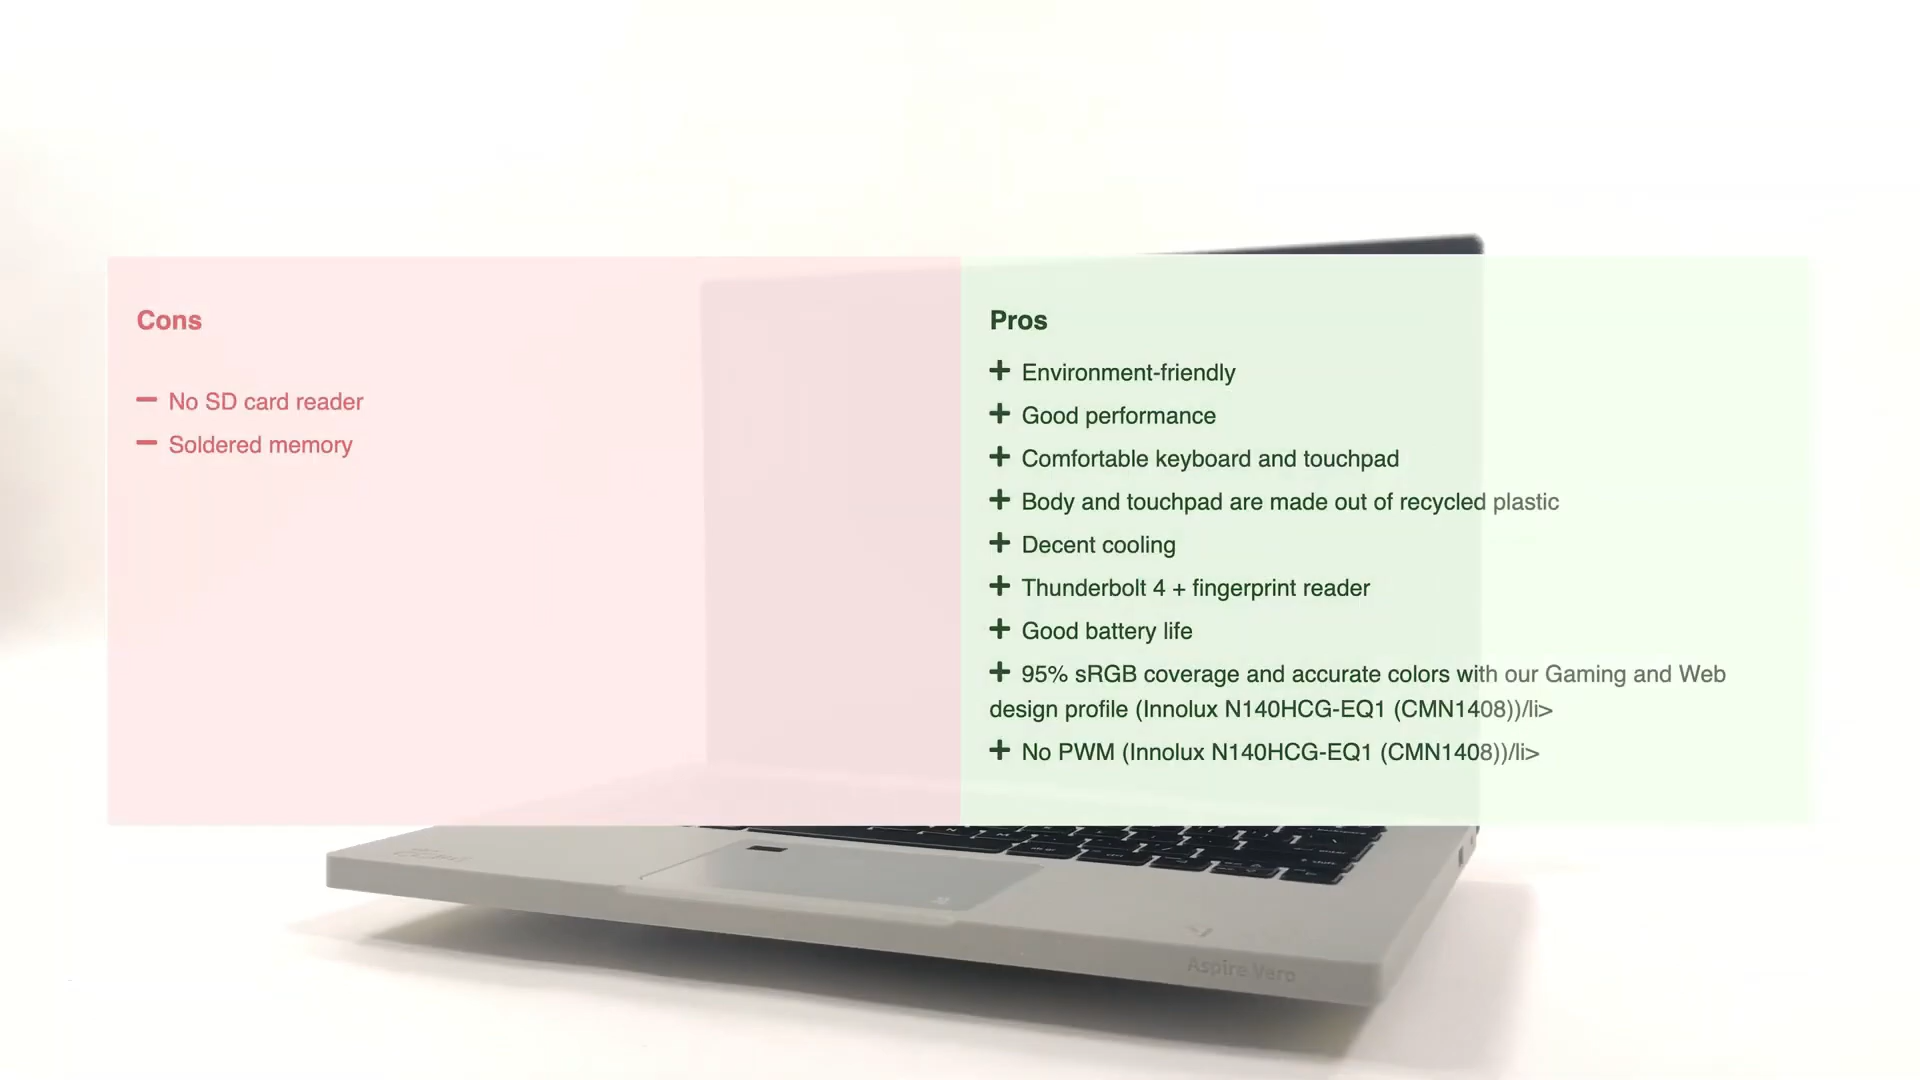 Cons
No SD card reader
Soldered memory
Pros
Environment-friendly
Good performance
Comfortable keyboard and touchpad
Body and touchpad are made out of recycled plastic
Decent cooling
Thunderbolt 4 + fingerprint reader
Good battery life
95% sRGB coverage and accurate colors with our Gaming and Web
design profile (Innolux N140HCG-EQ1 (CMN1408))/li>
No PWM (Innolux N140HCG-EQ1 (CMN1408))/li>
Aspire Vero